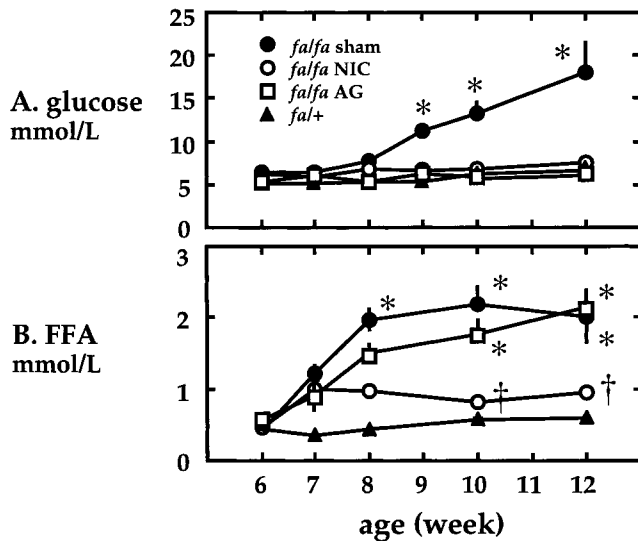 25
20
15
10
5
0
A. glucose
mmol/L
fa/fa sham
fa/fa NIC
fa/fa AG
fa/+
* * *
3
2
1
0
B. FFA
mmol/L
* * *
* *
† †
6 7 8 9 10 11 12
age (week)